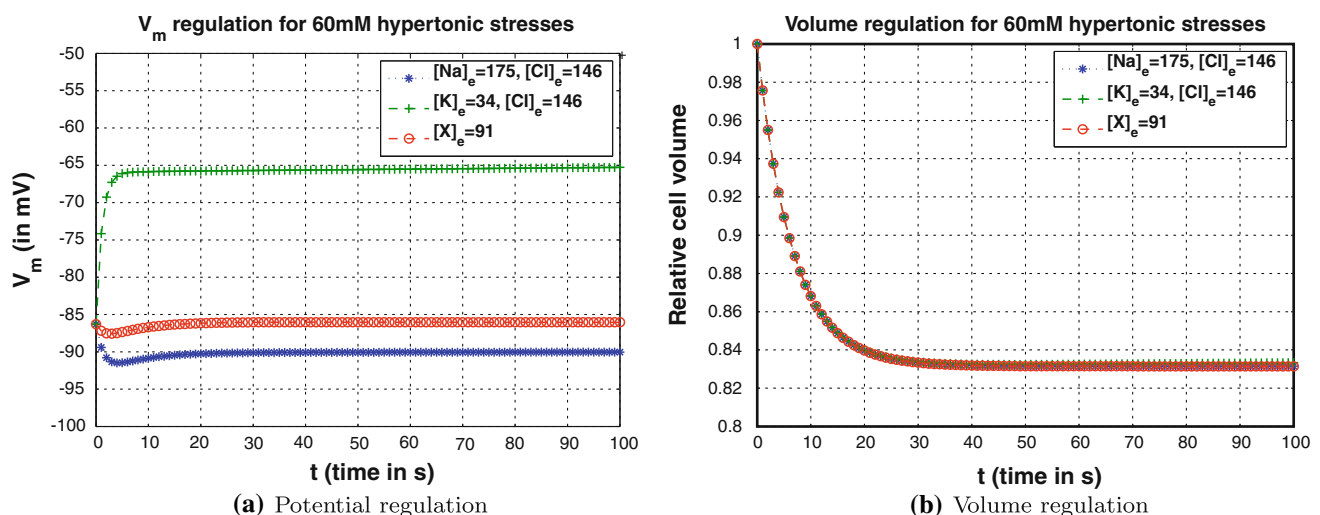 V_m regulation for 60mM hypertonic stresses
-50
-55
-60
-65
-70
-75
-80
-85
-90
-95
-100
V_m (in mV)
[Na]_e=175, [Cl]_e=146
[K]_e=34, [Cl]_e=146
[X]_e=91
0 10 20 30 40 50 60 70 80 90 100
t (time in s)
(a) Potential regulation
Volume regulation for 60mM hypertonic stresses
1
0.98
0.96
0.94
0.92
0.9
0.88
0.86
0.84
0.82
0.8
Relative cell volume
[Na]_e=175, [Cl]_e=146
[K]_e=34, [Cl]_e=146
[X]_e=91
0 10 20 30 40 50 60 70 80 90 100
t (time in s)
(b) Volume regulation